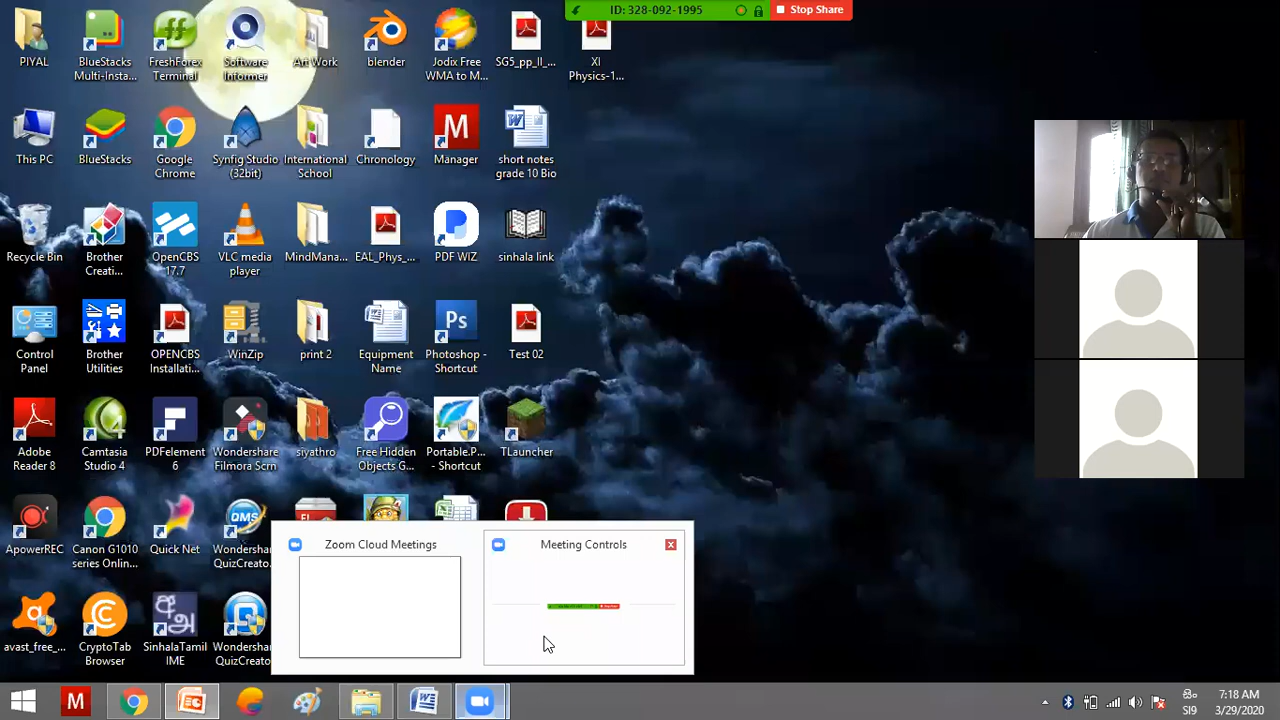 ID: 328-092-1995
Stop Share
PIYAL
BlueStacks
Multi-Insta...
FreshForex
Terminal
Software
Informer
Art Work
blender
Jodix Free
WMA to M...
SG5_pp_II_...
XI
Physics-1...
This PC
BlueStacks
Google
Chrome
Synfig Studio
(32bit)
International
School
Chronology
M
Manager
short notes
grade 10 Bio
Recycle Bin
Brother
Creati...
OpenCBS
17.7
VLC media
player
MindMana...
EAL_Phys_...
PDF WIZ
sinhala link
Control
Panel
Brother
Utilities
OPENCBS
Installati...
WinZip
print 2
Equipment
Name
Ps
Photoshop -
Shortcut
Test 02
Adobe
Reader 8
Camtasia
Studio 4
PDFelement
6
Wondershare
Filmora Scrn
siyathro
Free Hidden
Objects G...
Portable.P...
- Shortcut
TLauncher
ApowerREC
Canon G1010
series Onlin...
Quick Net
QMS
Wondershar
QuizCreato
Zoom Cloud Meetings
Meeting Controls
avast_free_...
CryptoTab
Browser
අ
SinhalaTamil
IME
Wondershar
QuizCreato
M
7:18 AM
SI9
3/29/2020